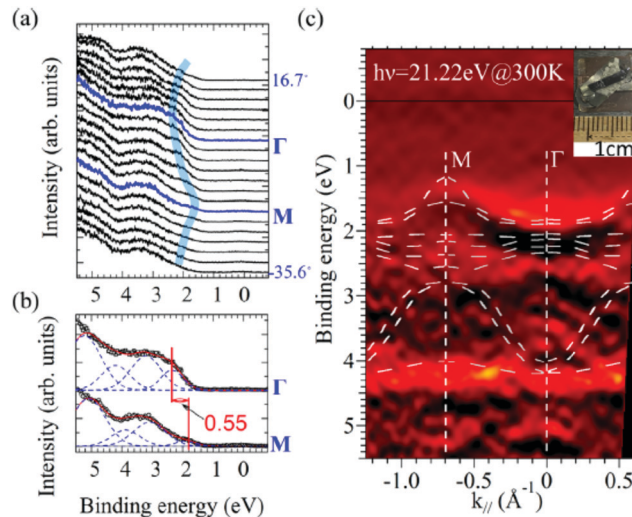 (a)
Intensity (arb. units)
16.7°
Γ
M
-35.6°
5 4 3 2 1 0
(b)
Intensity (arb. units)
Γ
0.55
M
5 4 3 2 1 0
Binding energy (eV)
(c)
hν=21.22eV@300K
1cm
M Γ
Binding energy (eV)
0
1
2
3
4
5
-1.0 -0.5 0 0.5
k// (Å⁻¹)